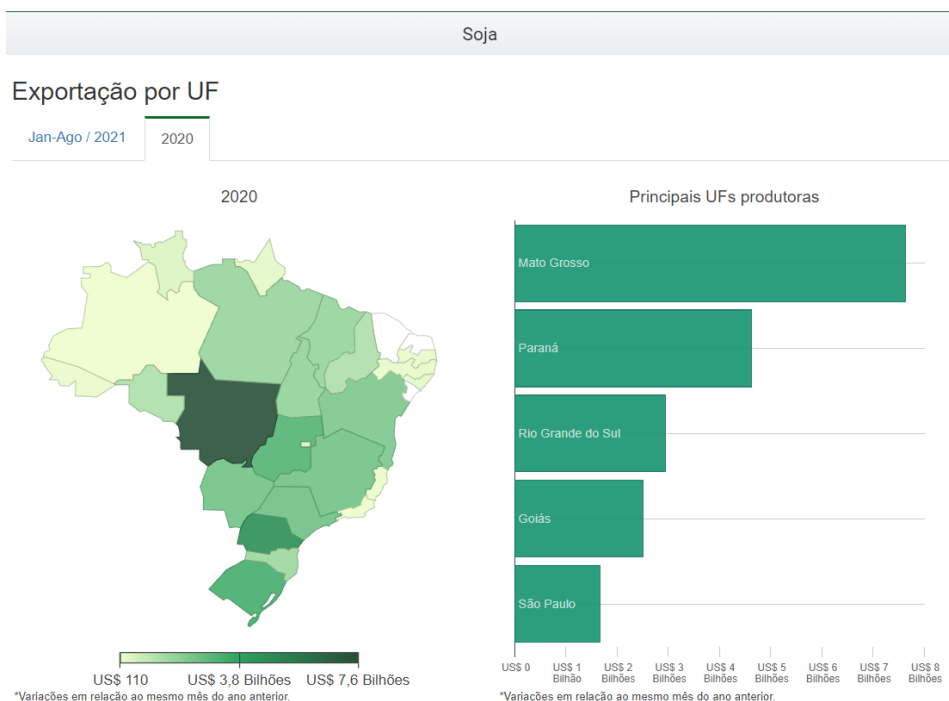 Soja
Exportação por UF
Jan-Ago / 2021
2020
2020
US$ 110
US$ 3,8 Bilhões
US$ 7,6 Bilhões
*Variacões em relação ao mesmo mês do ano anterior.
Principais UFs produtoras
Mato Grosso
Paraná
Rio Grande do Sul
Goiás
São Paulo
US$ 0
US$ 1 Bilhão
US$ 2 Bilhões
US$ 3 Bilhões
US$ 4 Bilhões
US$ 5 Bilhões
US$ 6 Bilhões
US$ 7 Bilhões
US$ 8 Bilhões
*Variacões em relação ao mesmo mês do ano anterior.